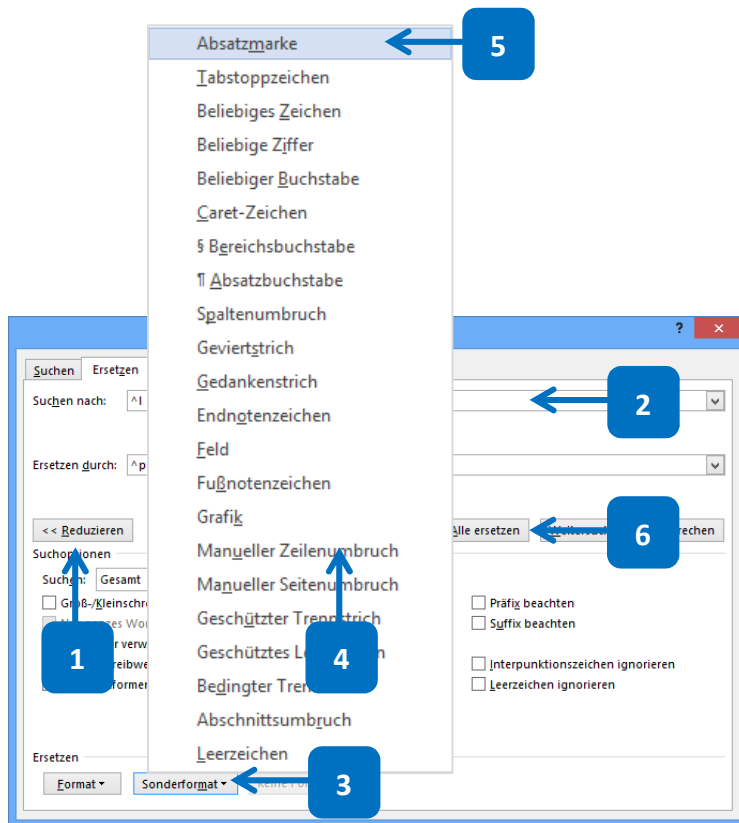 Absatzmarke
5
Tabstoppzeichen
Beliebiges Zeichen
Beliebige Ziffer
Beliebiger Buchstabe
Caret-Zeichen
§ Bereichsbuchstabe
¶ Absatzbuchstabe
Spaltenumbruch
Geviertstrich
Gedankenstrich
Endnotenzeichen
Feld
Fußnotenzeichen
Grafik
Manueller Zeilenumbruch
Manueller Seitenumbruch
Geschützter Trennstrich
Geschütztes
Bedingter
Abschnittsumbruch
Leerzeichen
?
Suchen Ersetzen
Suchen nach: ^l
2
Ersetzen durch: ^p
<< Reduzieren
Alle ersetzen
6
Suchoptionen
Suchen: Gesamt
Präfix beachten
Suffix beachten
1
4
Interpunktionszeichen ignorieren
Leerzeichen ignorieren
Ersetzen
Format Sonderformat
3